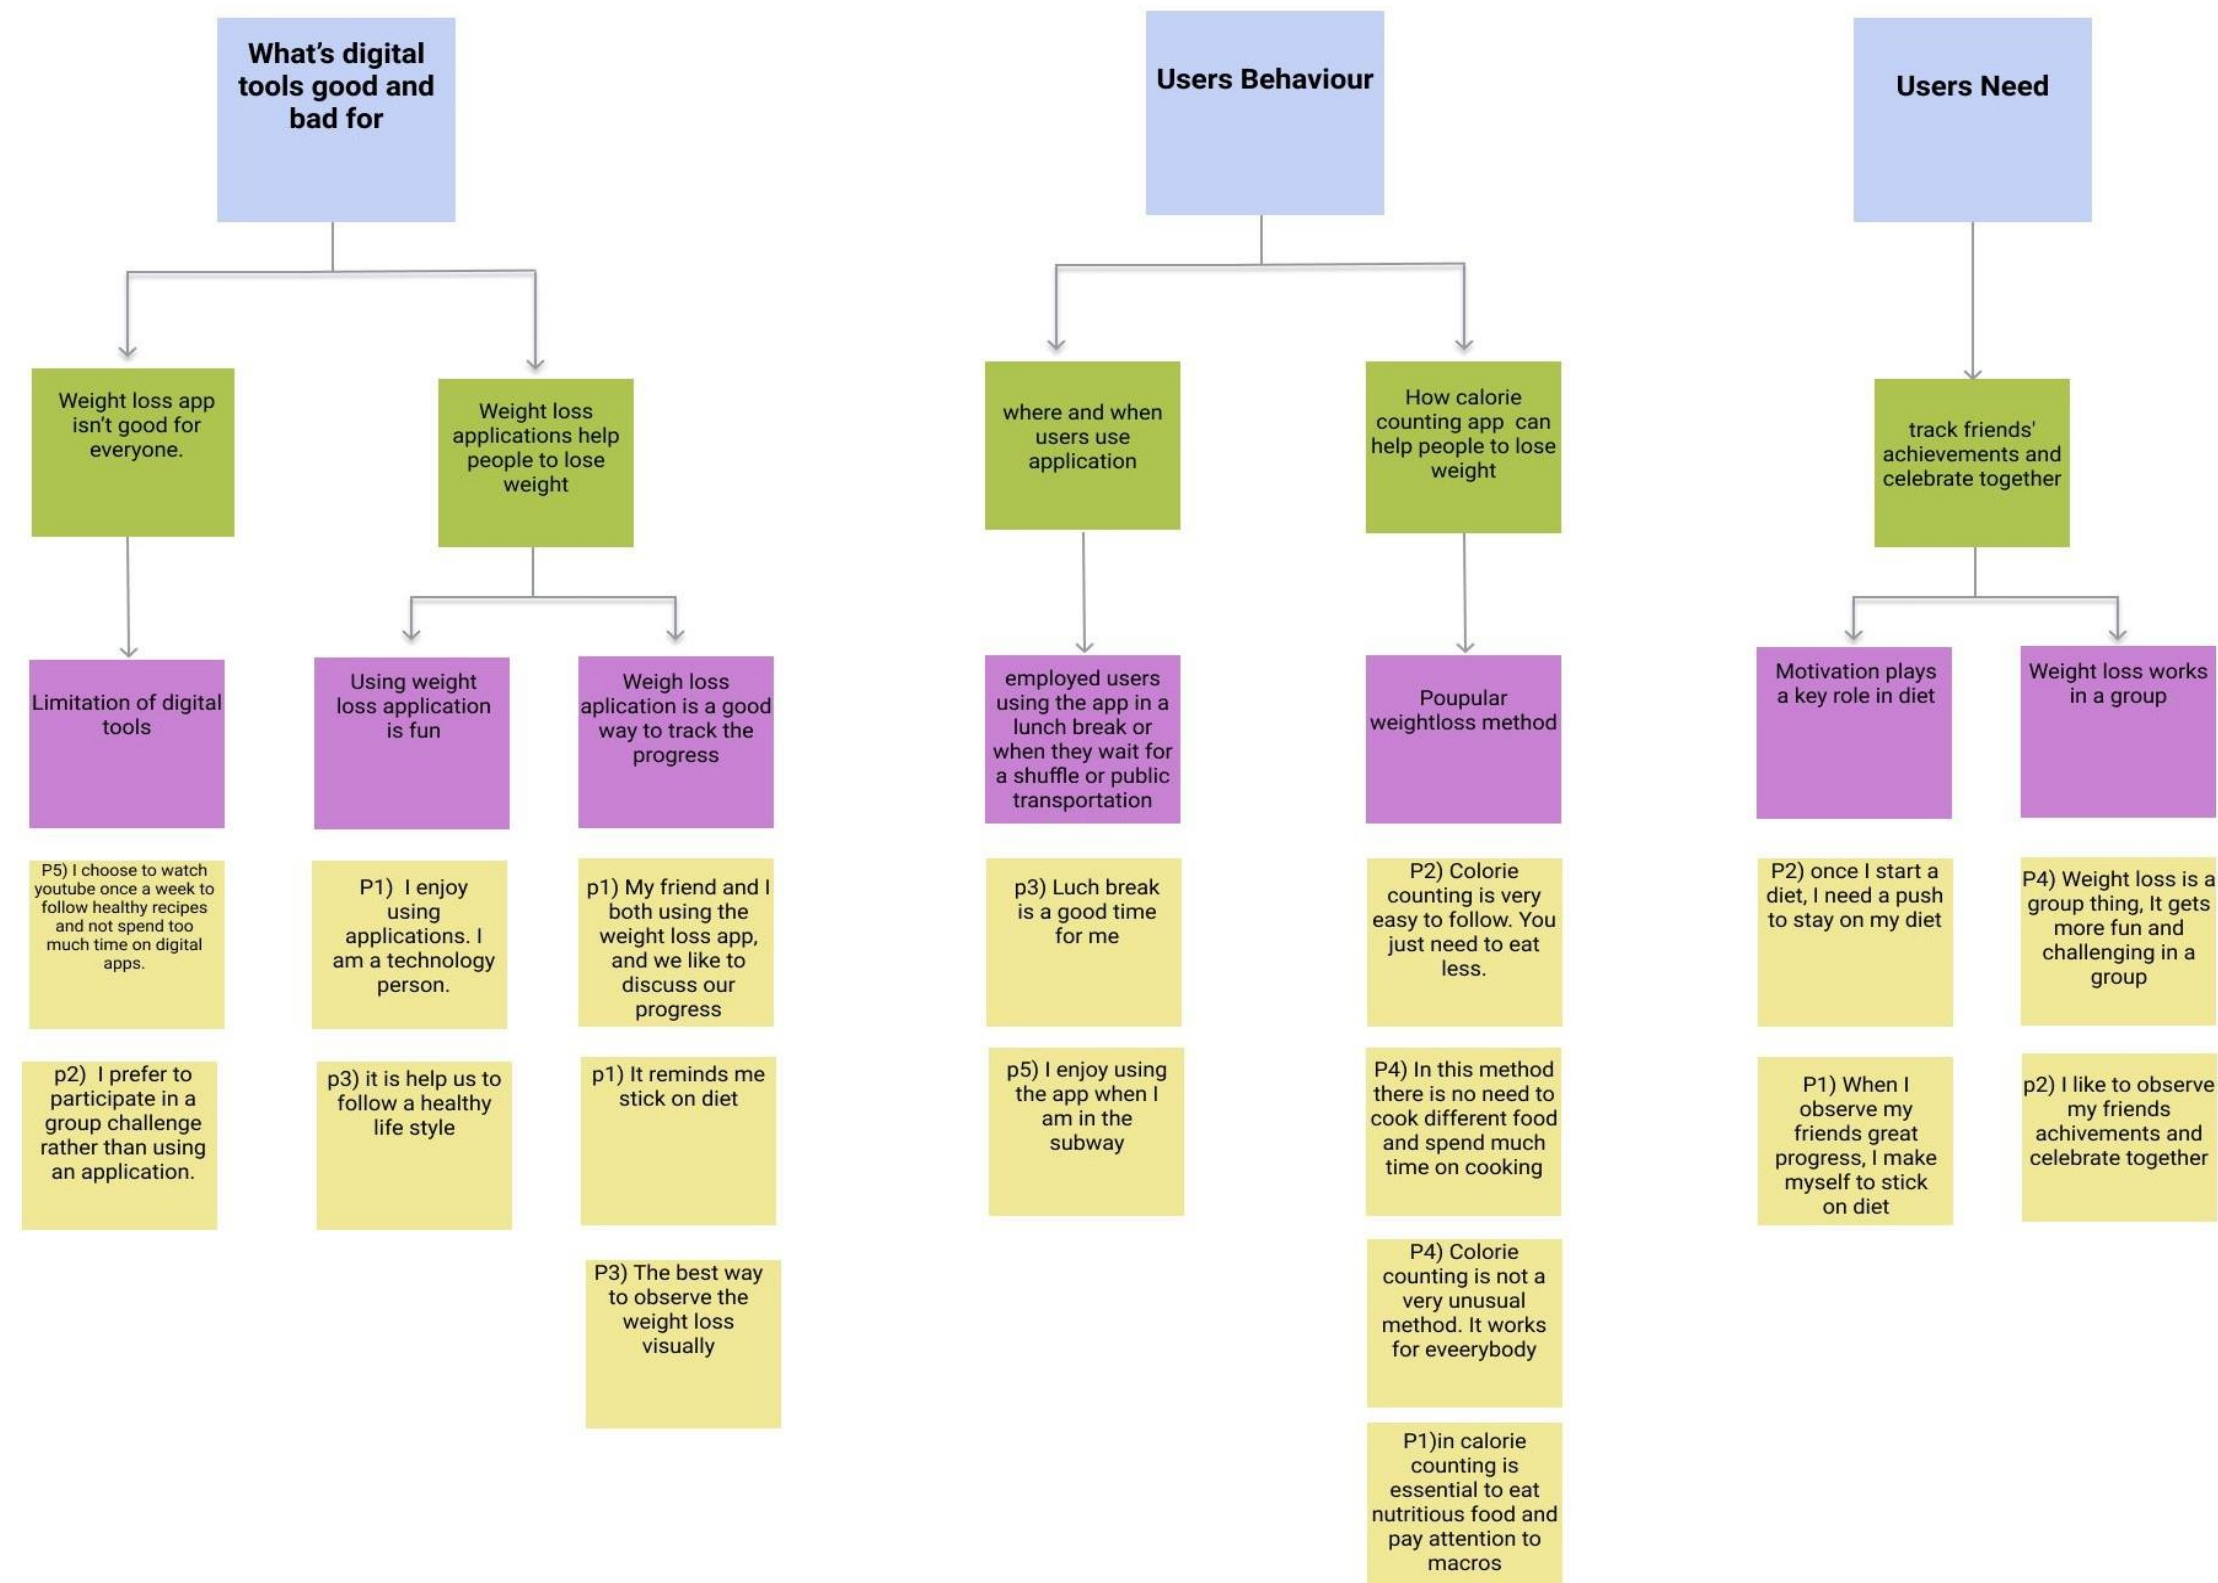 What's digital
tools good and
bad for
Users Behaviour
Users Need
Weight loss app
isn't good for
everyone.
Weight loss
applications help
people to lose
weight
where and when
users use
application
How calorie
counting app can
help people to lose
weight
track friends'
achievements and
celebrate together
Limitation of digital
tools
Using weight
loss application
is fun
Weigh loss
aplication is a good
way to track the
progress
employed users
using the app in a
lunch break or
when they wait for
a shuffle or public
transportation
Poupular
weightloss method
Motivation plays
a key role in diet
Weight loss works
in a group
P5) I choose to watch
youtube once a week to
follow healthy recipes
and not spend too
much time on digital
apps.
P1) I enjoy
using
applications. I
am a technology
person.
p1) My friend and I
both using the
weight loss app,
and we like to
discuss our
progress
p3) Luch break
is a good time
for me
P2) Colorie
counting is very
easy to follow. You
just need to eat
less.
P2) once I start a
diet, I need a push
to stay on my diet
P4) Weight loss is a
group thing, It gets
more fun and
challenging in a
group
p2) I prefer to
participate in a
group challenge
rather than using
an application.
p3) it is help us to
follow a healthy
life style
p1) It reminds me
stick on diet
p5) I enjoy using
the app when I
am in the
subway
P4) In this method
there is no need to
cook different food
and spend much
time on cooking
P1) When I
observe my
friends great
progress, I make
myself to stick
on diet
p2) I like to observe
my friends
achivements and
celebrate together
P3) The best way
to observe the
weight loss
visually
P4) Colorie
counting is not a
very unusual
method. It works
for eveerybody
P1)in calorie
counting is
essential to eat
nutritious food and
pay attention to
macros